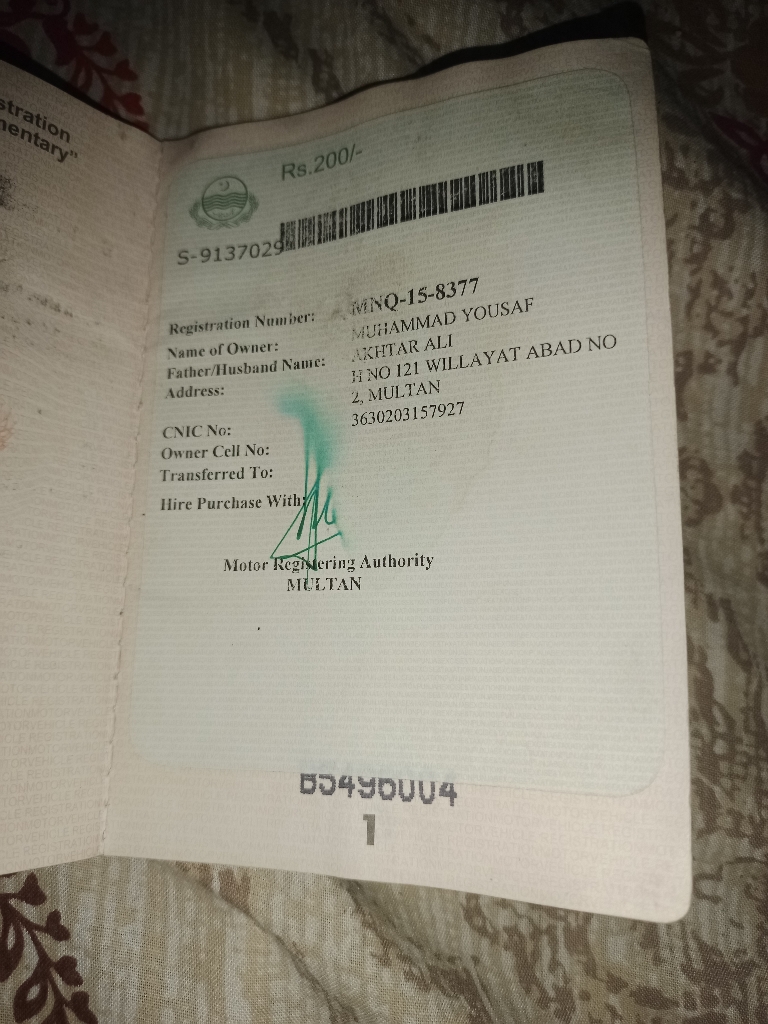 stration
entary"
Rs.200/-
S-9137029
Registration Number: MNQ-15-8377
Name of Owner: MUHAMMAD YOUSAF
Father/Husband Name: AKHTAR ALI
Address: H NO 121 WILLAYAT ABAD NO
2, MULTAN
CNIC No: 3630203157927
Owner Cell No:
Transferred To:
Hire Purchase With:
Motor Registering Authority
MULTAN
1